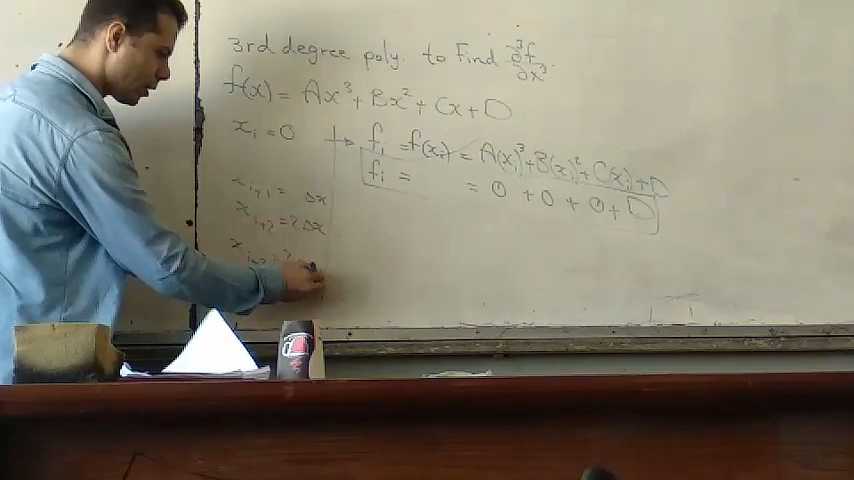 3rd degree poly. to Find ∂³f/∂x³.
f(x) = Ax³ + Bx² + Cx + D
xᵢ = 0 → fᵢ = f(xᵢ) = A(xᵢ)³ + B(xᵢ)² + C(xᵢ) + D
fᵢ = = 0 + 0 + 0 + D
xᵢ₊₁ = Δx
xᵢ₊₂ = 2Δx